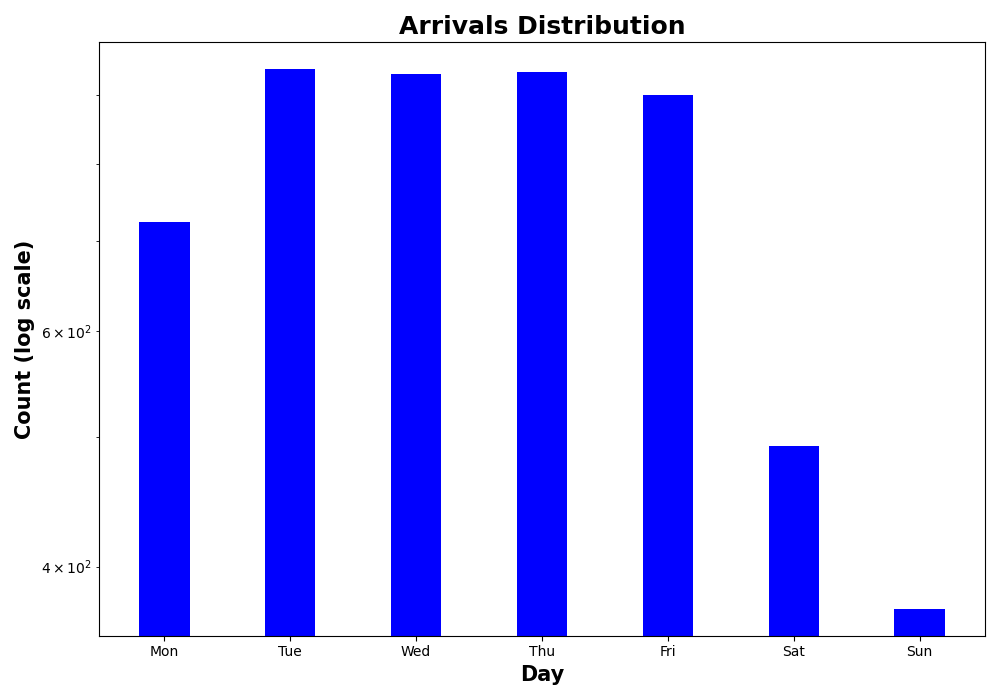 Arrivals Distribution
Count (log scale)
6 × 10²
4 × 10²
Mon Tue Wed Thu Fri Sat Sun
Day